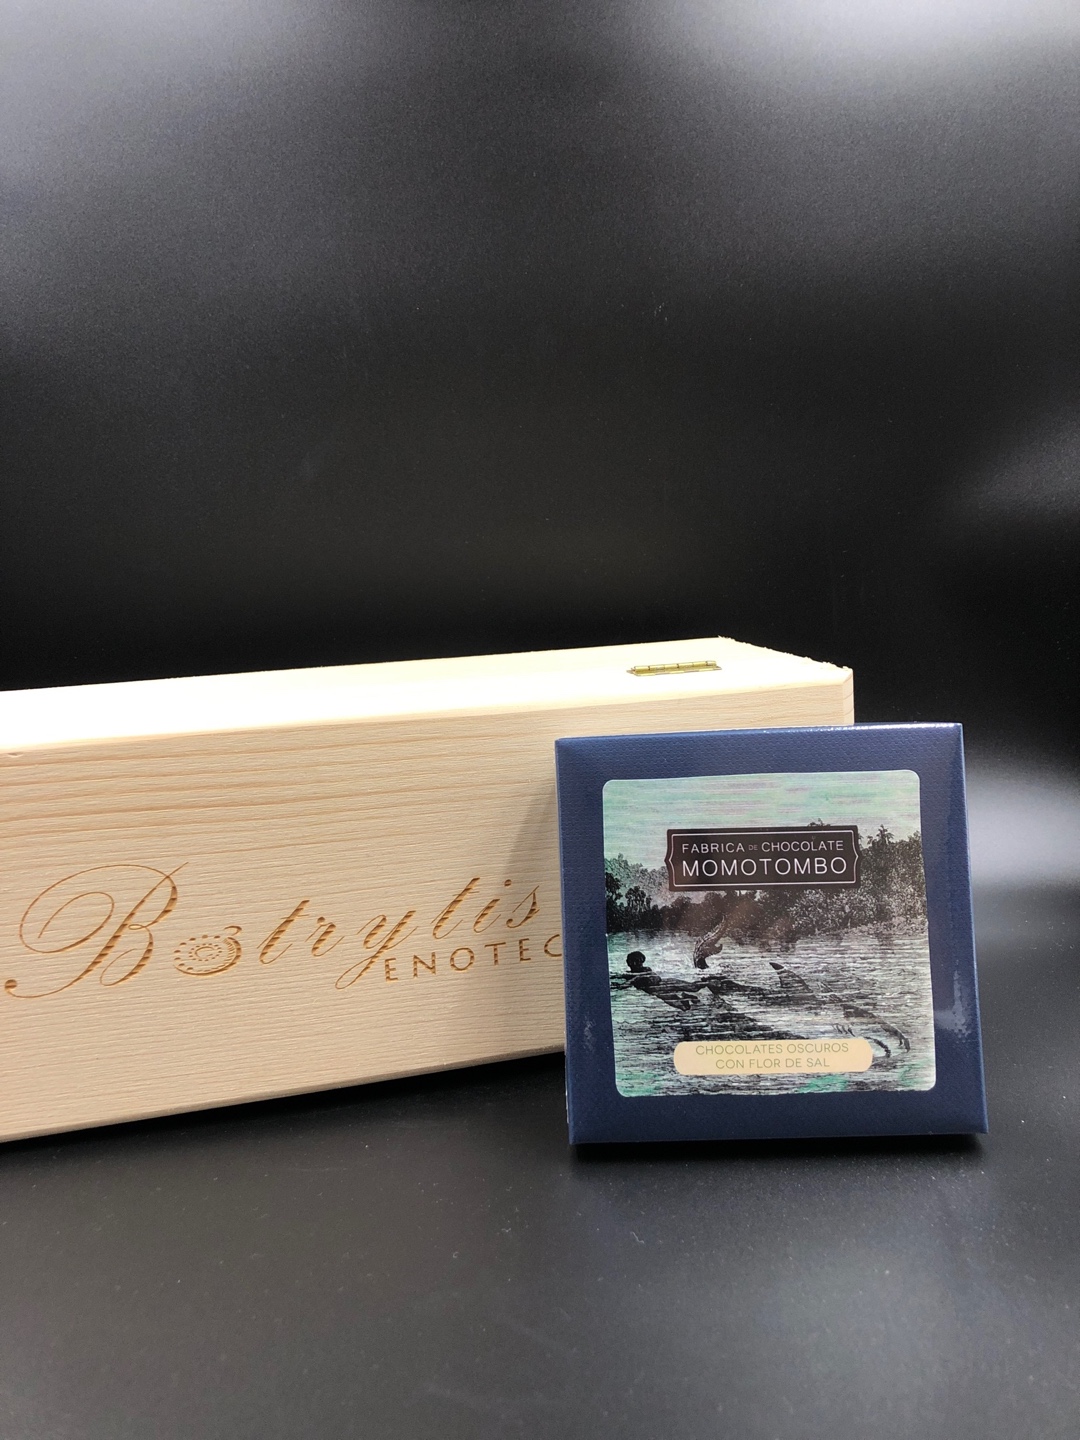 Botrytis
ENOTEC
FABRICA DE CHOCOLATE
MOMOTOMBO
CHOCOLATES OSCUROS
CON FLOR DE SAL